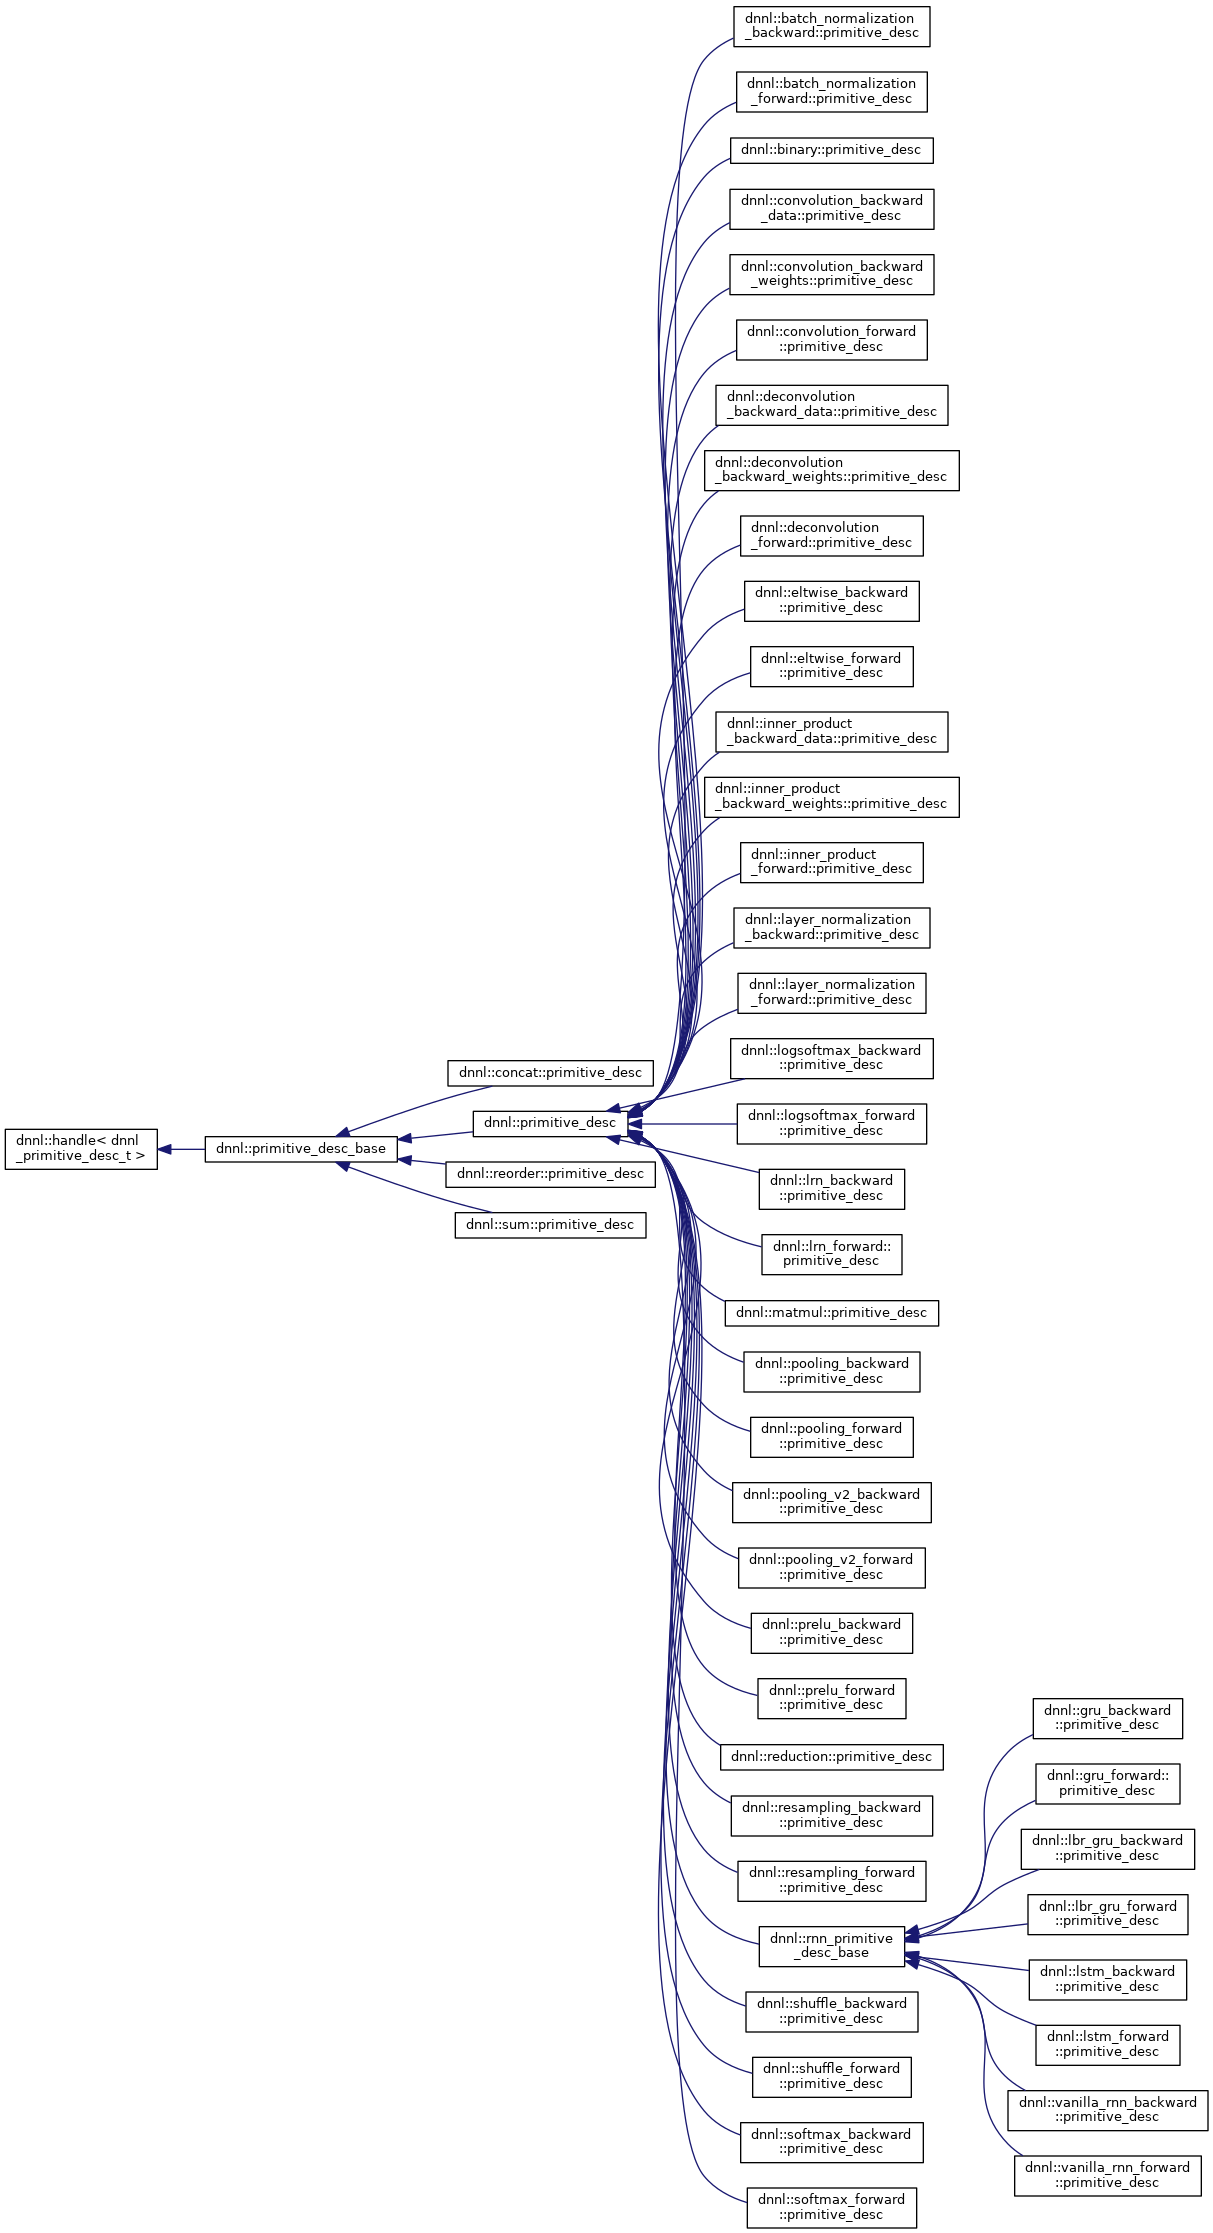 dnnl::handle< dnnl
_primitive_desc_t >
dnnl::primitive_desc_base
dnnl::concat::primitive_desc
dnnl::primitive_desc
dnnl::reorder::primitive_desc
dnnl::sum::primitive_desc
dnnl::batch_normalization
_backward::primitive_desc
dnnl::batch_normalization
_forward::primitive_desc
dnnl::binary::primitive_desc
dnnl::convolution_backward
_data::primitive_desc
dnnl::convolution_backward
_weights::primitive_desc
dnnl::convolution_forward
::primitive_desc
dnnl::deconvolution
_backward_data::primitive_desc
dnnl::deconvolution
_backward_weights::primitive_desc
dnnl::deconvolution
_forward::primitive_desc
dnnl::eltwise_backward
::primitive_desc
dnnl::eltwise_forward
::primitive_desc
dnnl::inner_product
_backward_data::primitive_desc
dnnl::inner_product
_backward_weights::primitive_desc
dnnl::inner_product
_forward::primitive_desc
dnnl::layer_normalization
_backward::primitive_desc
dnnl::layer_normalization
_forward::primitive_desc
dnnl::logsoftmax_backward
::primitive_desc
dnnl::logsoftmax_forward
::primitive_desc
dnnl::lrn_backward
::primitive_desc
dnnl::lrn_forward::
primitive_desc
dnnl::matmul::primitive_desc
dnnl::pooling_backward
::primitive_desc
dnnl::pooling_forward
::primitive_desc
dnnl::pooling_v2_backward
::primitive_desc
dnnl::pooling_v2_forward
::primitive_desc
dnnl::prelu_backward
::primitive_desc
dnnl::prelu_forward
::primitive_desc
dnnl::reduction::primitive_desc
dnnl::resampling_backward
::primitive_desc
dnnl::resampling_forward
::primitive_desc
dnnl::rnn_primitive
_desc_base
dnnl::shuffle_backward
::primitive_desc
dnnl::shuffle_forward
::primitive_desc
dnnl::softmax_backward
::primitive_desc
dnnl::softmax_forward
::primitive_desc
dnnl::gru_backward
::primitive_desc
dnnl::gru_forward::
primitive_desc
dnnl::lbr_gru_backward
::primitive_desc
dnnl::lbr_gru_forward
::primitive_desc
dnnl::lstm_backward
::primitive_desc
dnnl::lstm_forward
::primitive_desc
dnnl::vanilla_rnn_backward
::primitive_desc
dnnl::vanilla_rnn_forward
::primitive_desc